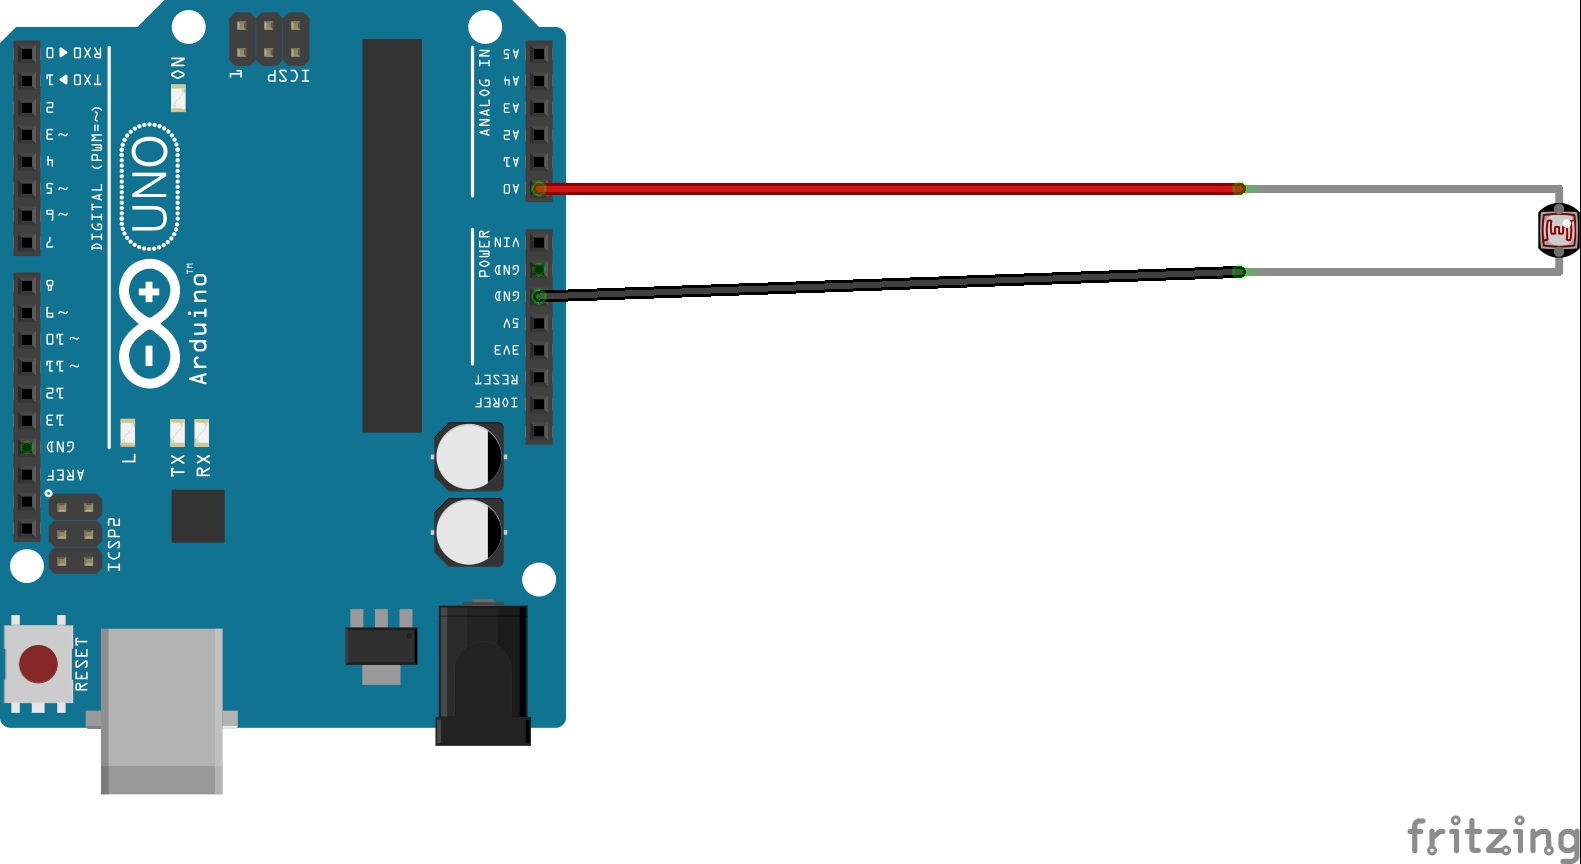 RXD ◀ 0
TXD ▶ 1
2
~ 3
4
~ 5
~ 6
7
DIGITAL (PWM=~)
8
~ 9
~ 10
~ 11
12
13
GND
AREF
ON
1 ICSP
UNO
Arduino™
L
TX
RX
ICSP2
RESET
ANALOG IN
A5
A4
A3
A2
A1
A0
POWER
VIN
GND
GND
5V
3V3
RESET
IOREF
fritzing